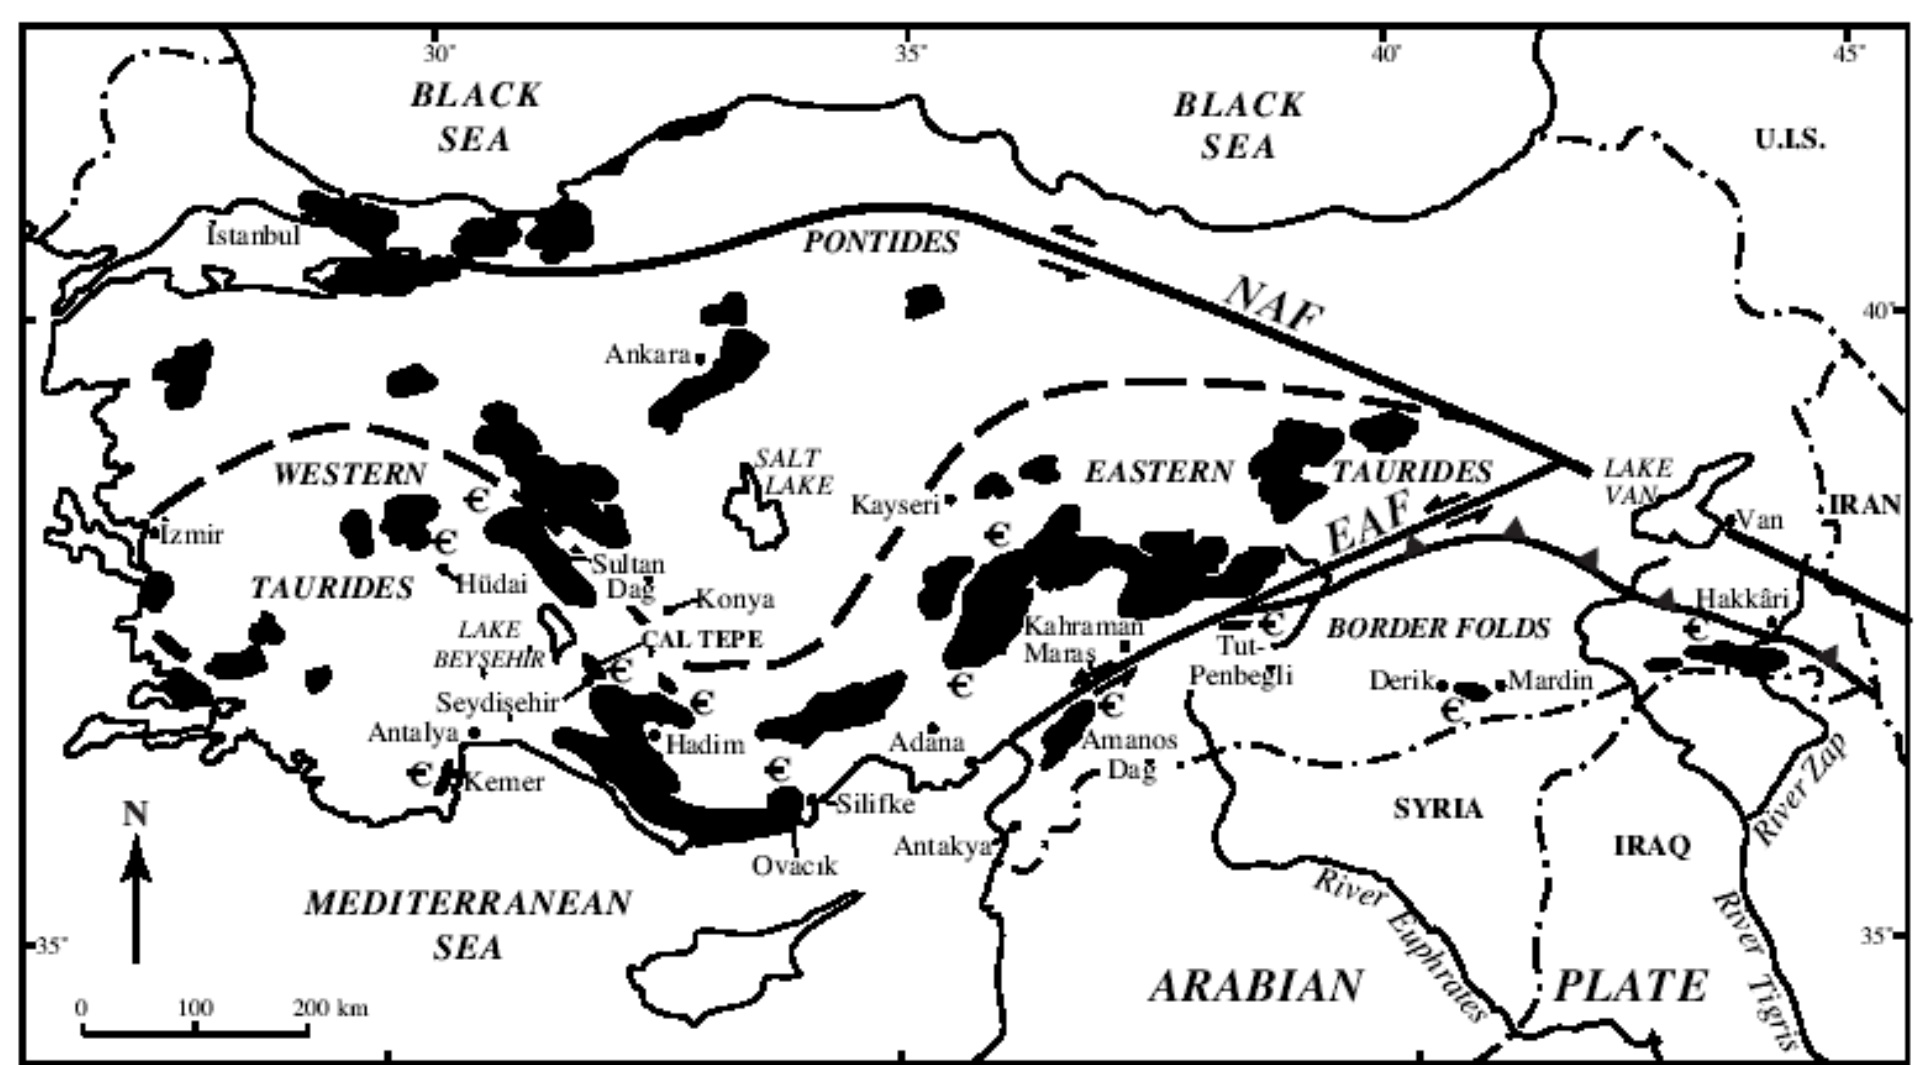 30°
35°
40°
45°
BLACK
SEA
BLACK
SEA
U.I.S.
İstanbul
PONTIDES
NAF
40°
Ankara
WESTERN
Є
SALT
LAKE
Kayseri
EASTERN
TAURIDES
LAKE
VAN
IRAN
Van
İzmir
Є
Є
EAF
Sultan
Dağ
TAURIDES
Hüdai
Konya
Hakkâri
LAKE
BEYŞEHİR
CAL TEPE
Є
Kahraman
Maraş
Tut-
Penbeğli
Є
BORDER FOLDS
Є
Seydişehir
Є
Є
Є
Derik
Mardin
Є
Antalya
Hadim
Adana
Amanos
Dağ
Є
Kemer
Є
Silifke
River Zap
N
Antakya
Ovacık
SYRIA
IRAQ
MEDITERRANEAN
SEA
River Euphrates
River Tigris
35°
35°
ARABIAN
PLATE
0 100 200 km